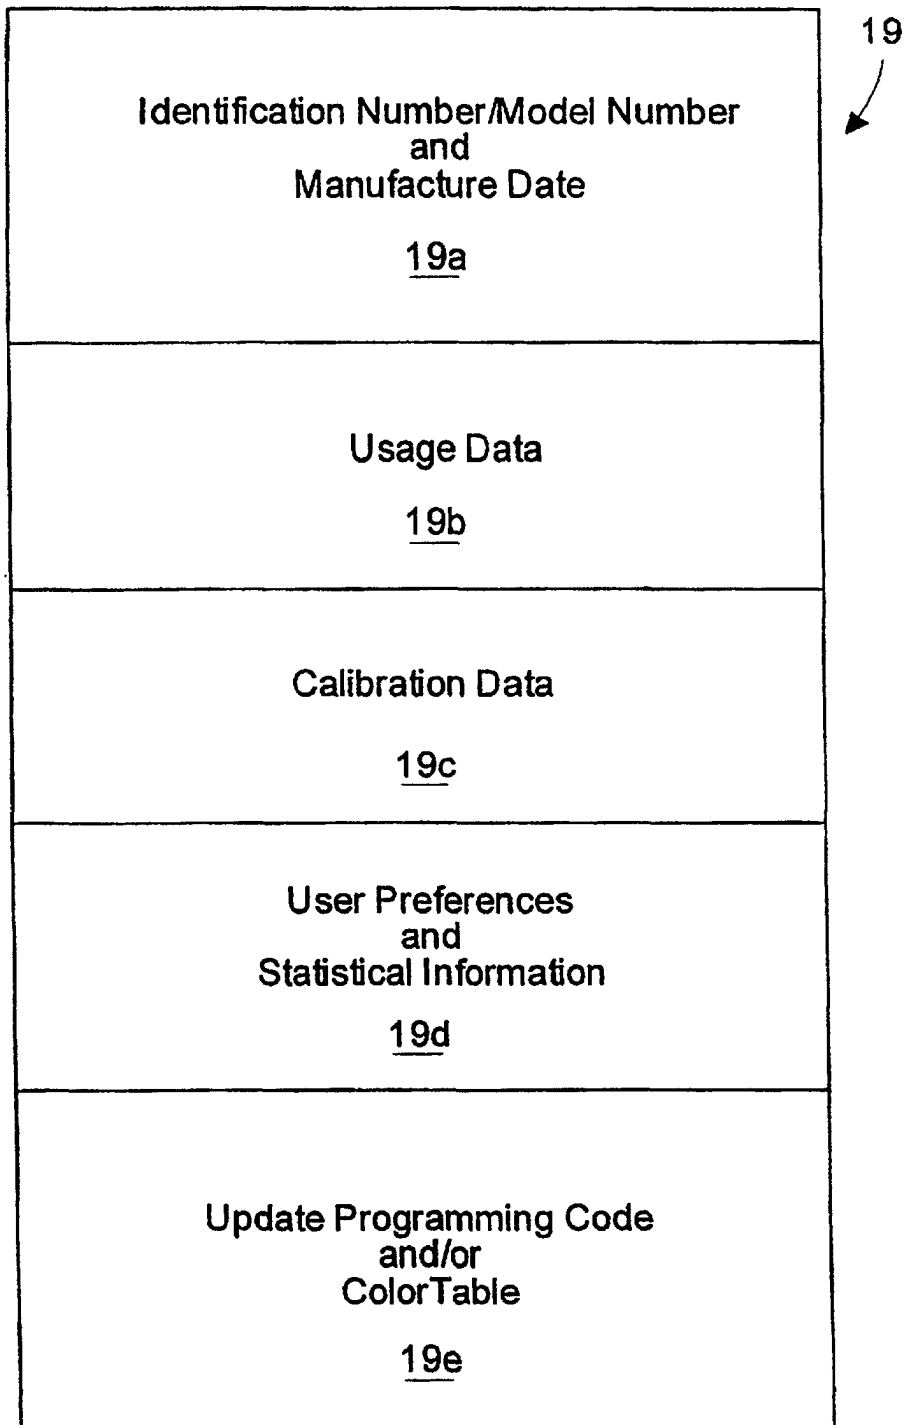 19
Identification Number/Model Number
and
Manufacture Date
19a
Usage Data
19b
Calibration Data
19c
User Preferences
and
Statistical Information
19d
Update Programming Code
and/or
ColorTable
19e